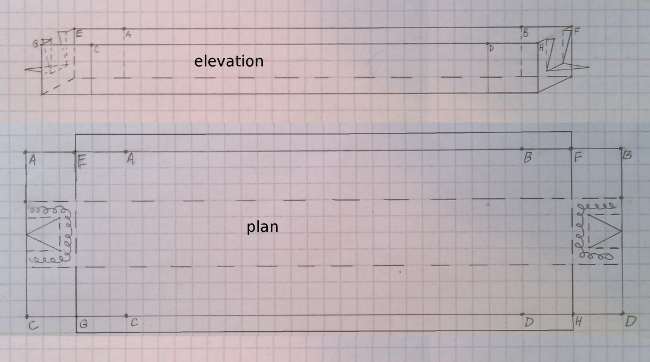 E A B F
G C D H
elevation
A E A B F B
plan
C G C D H D